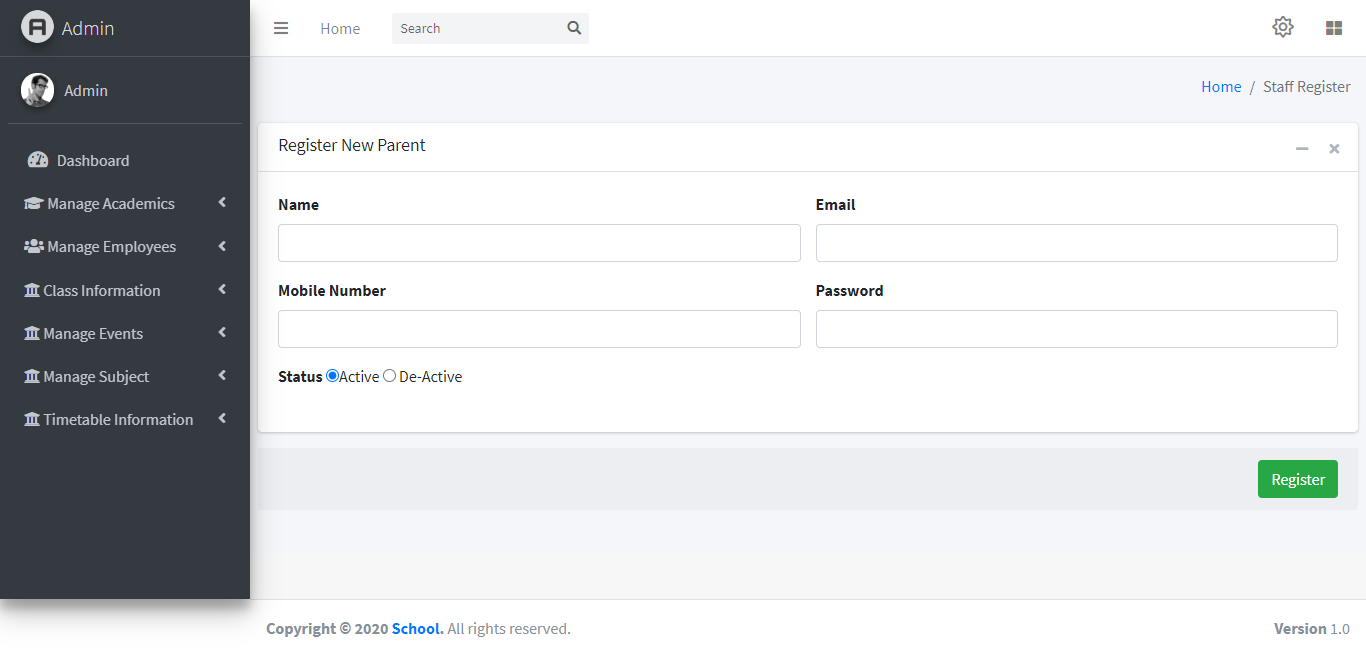 Admin
Home
Search
Admin
Home / Staff Register
Dashboard
Manage Academics
Manage Employees
Class Information
Manage Events
Manage Subject
Timetable Information
Register New Parent
Name
Email
Mobile Number
Password
Status Active De-Active
Register
Copyright © 2020 School. All rights reserved.
Version 1.0